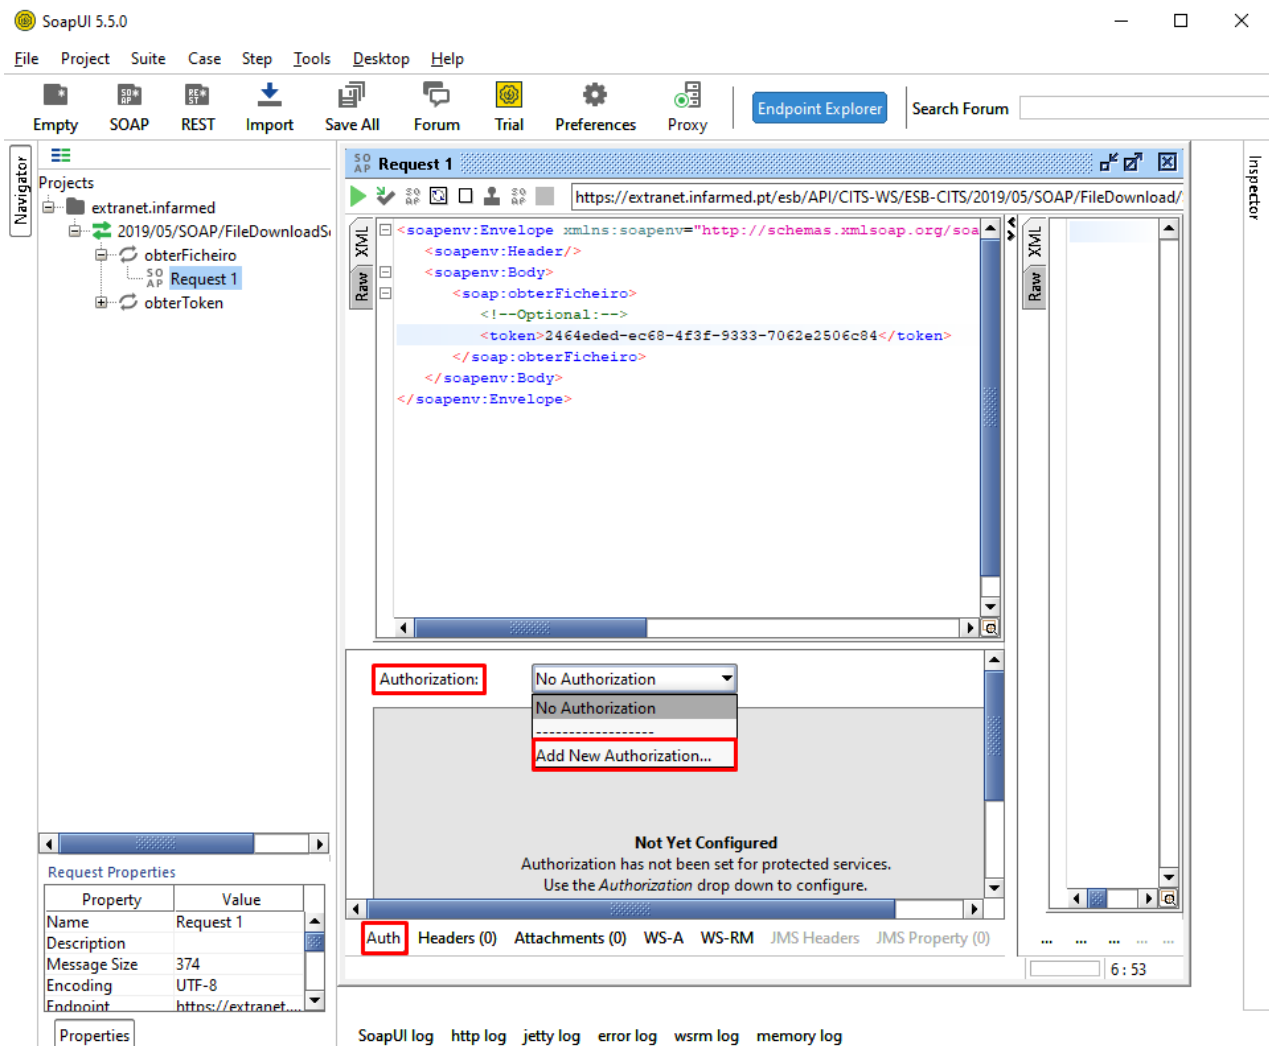 SoapUI 5.5.0
File Project Suite Case Step Tools Desktop Help
Empty SOAP REST Import Save All Forum Trial Preferences Proxy Endpoint Explorer Search Forum
Navigator
Projects
extranet.infarmed
2019/05/SOAP/FileDownloadSe
obterFicheiro
SOAP Request 1
obterToken
SOAP Request 1
https://extranet.infarmed.pt/esb/API/CITS-WS/ESB-CITS/2019/05/SOAP/FileDownload/
XML
Raw
<soapenv:Envelope xmlns:soapenv="http://schemas.xmlsoap.org/soa
<soapenv:Header/>
<soapenv:Body>
<soap:obterFicheiro>
<!--Optional:-->
<token>2464eded-ec68-4f3f-9333-7062e2506c84</token>
</soap:obterFicheiro>
</soapenv:Body>
</soapenv:Envelope>
XML
Raw
Inspector
Authorization: No Authorization
No Authorization
------------------
Add New Authorization...
Not Yet Configured
Authorization has not been set for protected services.
Use the Authorization drop down to configure.
Auth Headers (0) Attachments (0) WS-A WS-RM JMS Headers JMS Property (0) ... ... ... ... ...
6 : 53
Request Properties
Property Value
Name Request 1
Description
Message Size 374
Encoding UTF-8
Endpoint https://extranet....
Properties
SoapUI log http log jetty log error log wsrm log memory log